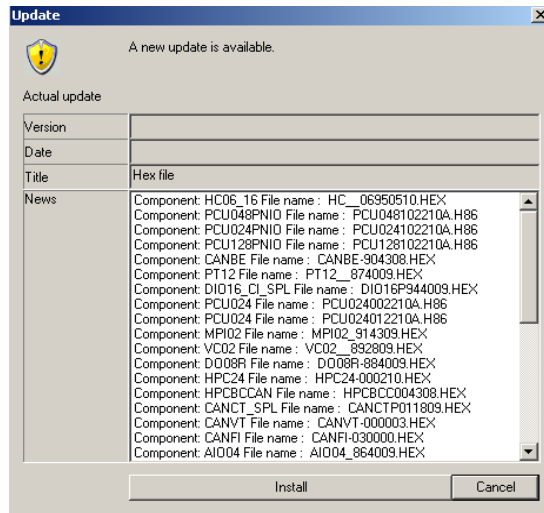 Update
A new update is available.
Actual update
Version
Date
Title Hex file
News Component: HC06_16 File name : HC__06950510.HEX
Component: PCU048PNIO File name : PCU048102210A.H86
Component: PCU024PNIO File name : PCU024102210A.H86
Component: PCU128PNIO File name : PCU128102210A.H86
Component: CANBE File name : CANBE-904308.HEX
Component: PT12 File name : PT12__874009.HEX
Component: DIO16_CI_SPL File name : DIO16P944009.HEX
Component: PCU024 File name : PCU024002210A.H86
Component: PCU024 File name : PCU024012210A.H86
Component: MPI02 File name : MPI02_914309.HEX
Component: VC02 File name : VC02__892809.HEX
Component: DO08R File name : DO08R-884009.HEX
Component: HPC24 File name : HPC24-000210.HEX
Component: HPCBCCAN File name : HPCBCC004308.HEX
Component: CANCT_SPL File name : CANCTP011809.HEX
Component: CANVT File name : CANVT-000003.HEX
Component: CANFI File name : CANFI-030000.HEX
Component: AIO04 File name : AIO04_864009.HEX
Install Cancel